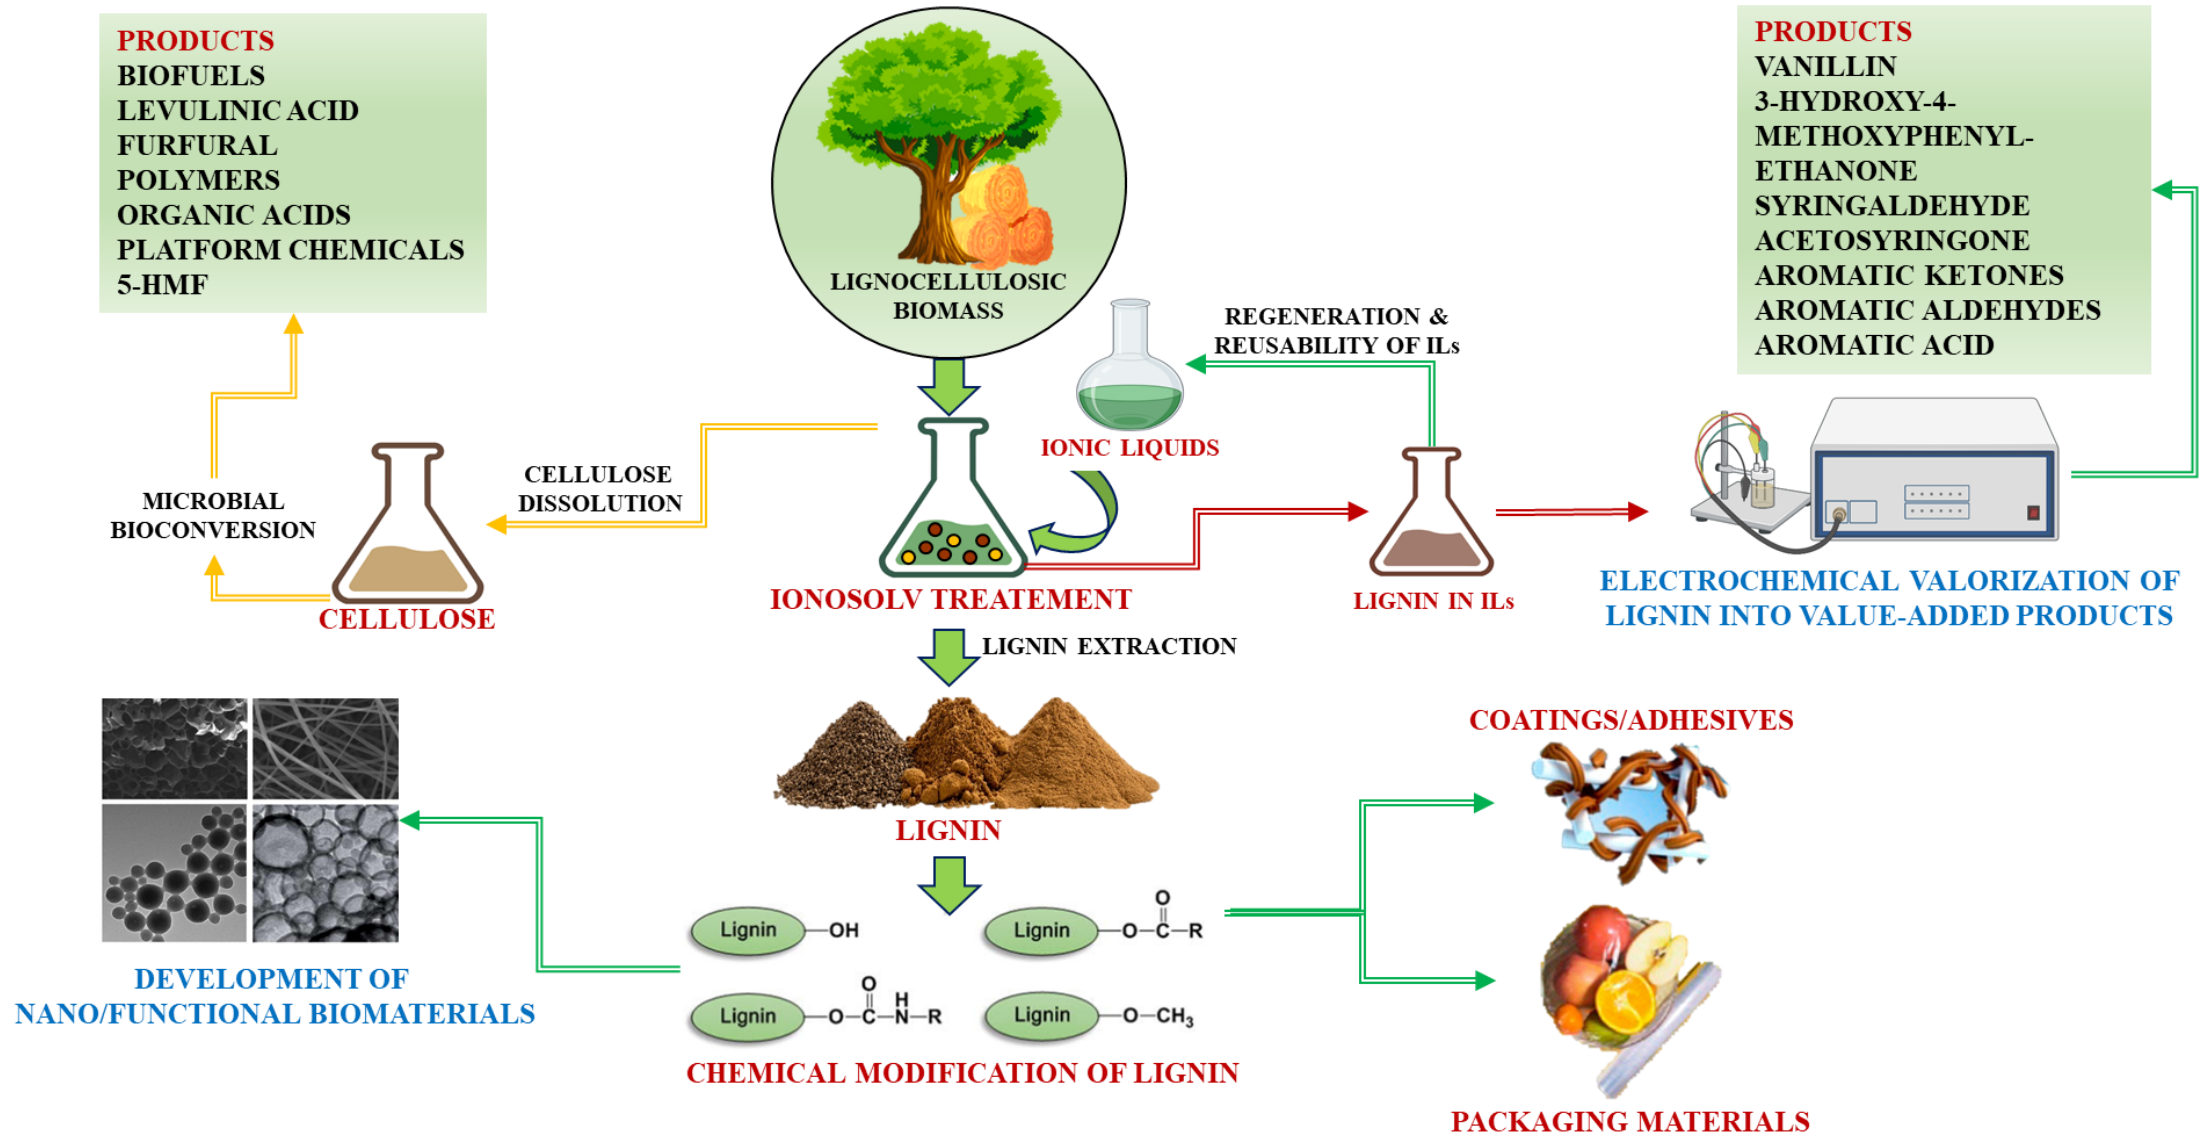 PRODUCTS
BIOFUELS
LEVULINIC ACID
FURFURAL
POLYMERS
ORGANIC ACIDS
PLATFORM CHEMICALS
5-HMF
LIGNOCELLULOSIC
BIOMASS
PRODUCTS
VANILLIN
3-HYDROXY-4-
METHOXYPHENYL-
ETHANONE
SYRINGALDEHYDE
ACETOSYRINGONE
AROMATIC KETONES
AROMATIC ALDEHYDES
AROMATIC ACID
REGENERATION &
REUSABILITY OF ILs
IONIC LIQUIDS
CELLULOSE
DISSOLUTION
MICROBIAL
BIOCONVERSION
CELLULOSE
IONOSOLV TREATEMENT
LIGNIN IN ILs
ELECTROCHEMICAL VALORIZATION OF
LIGNIN INTO VALUE-ADDED PRODUCTS
LIGNIN EXTRACTION
LIGNIN
COATINGS/ADHESIVES
DEVELOPMENT OF
NANO/FUNCTIONAL BIOMATERIALS
Lignin
OH
Lignin
O
O C R
Lignin
O H
O C N R
Lignin
O CH₃
CHEMICAL MODIFICATION OF LIGNIN
PACKAGING MATERIALS